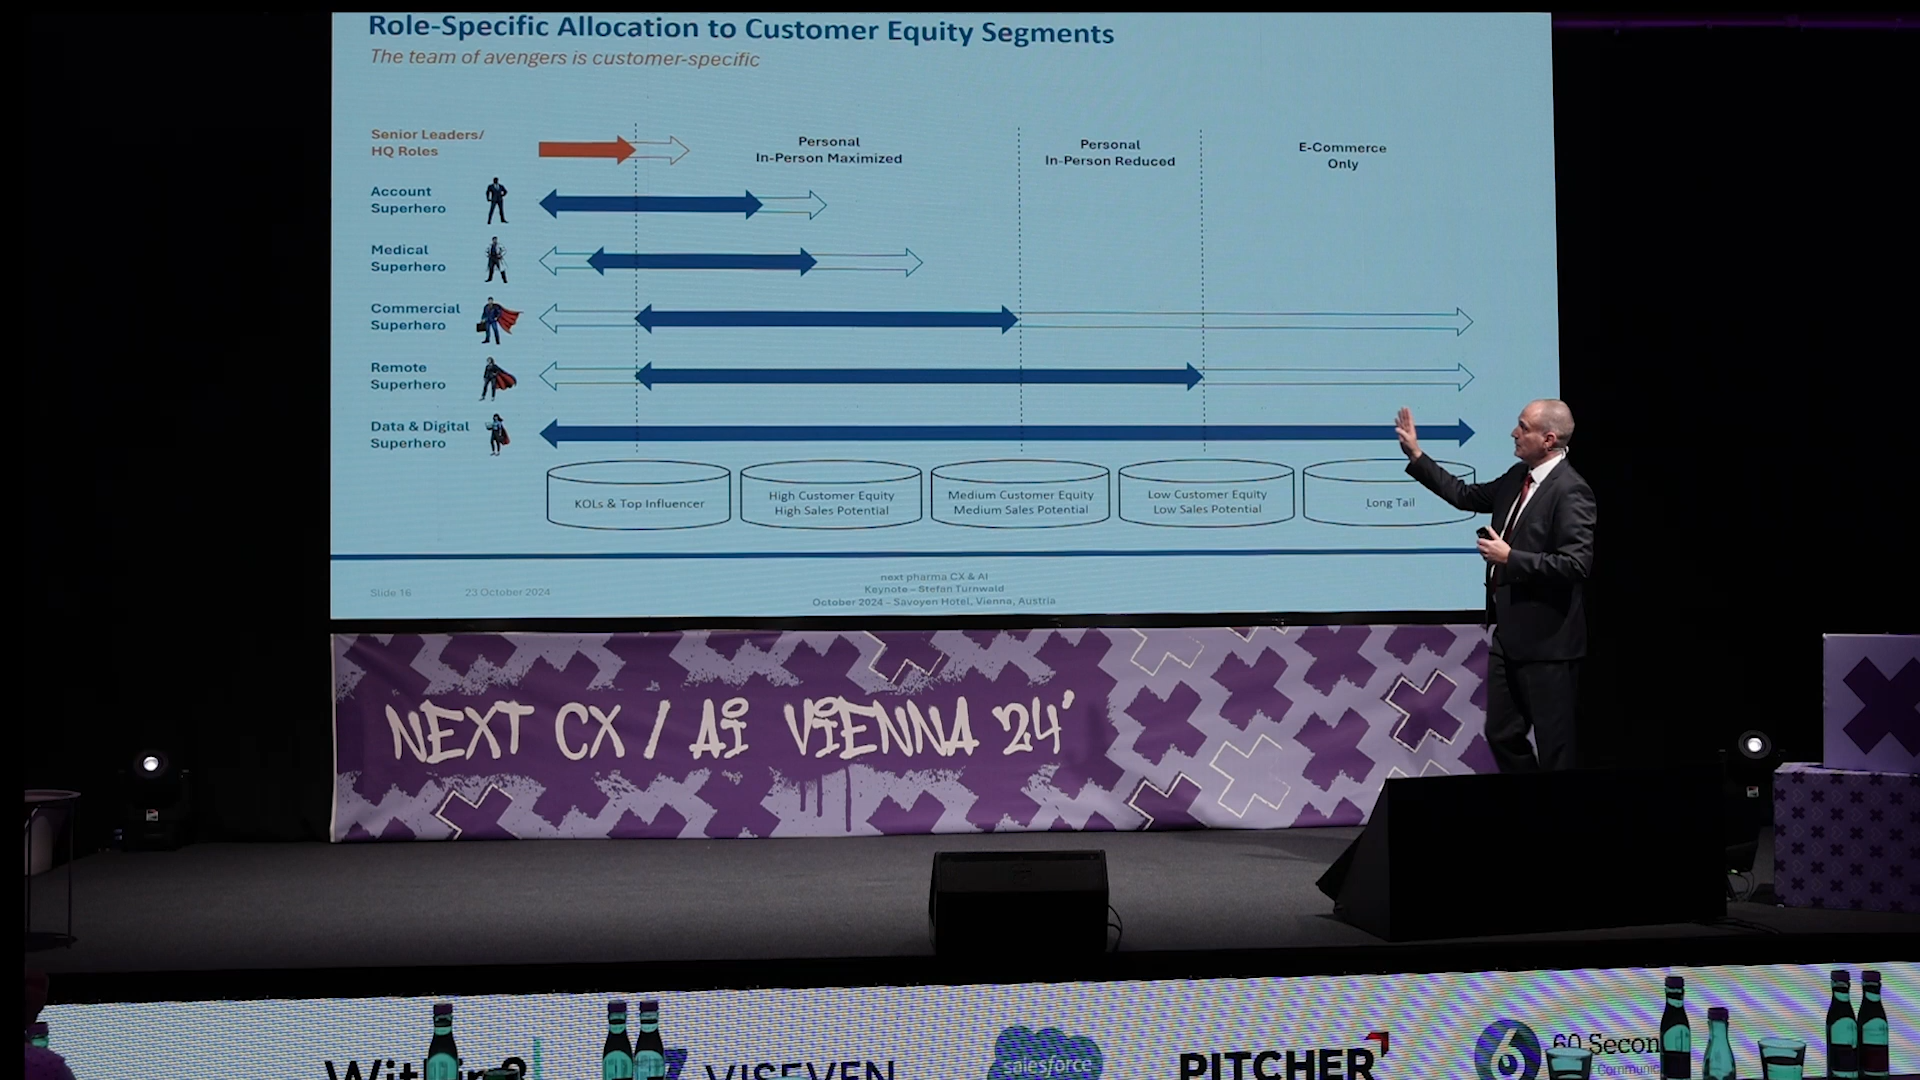 Role-Specific Allocation to Customer Equity Segments
The team of avengers is customer-specific
Senior Leaders/
HQ Roles
Personal
In-Person Maximized
Personal
In-Person Reduced
E-Commerce
Only
Account
Superhero
Medical
Superhero
Commercial
Superhero
Remote
Superhero
Data & Digital
Superhero
KOLs & Top Influencer
High Customer Equity
High Sales Potential
Medium Customer Equity
Medium Sales Potential
Low Customer Equity
Low Sales Potential
Long Tail
Slide 16
23 October 2024
next pharma CX & AI
Keynote – Stefan Turnwald
October 2024 – Savoyen Hotel, Vienna, Austria
NEXT CX / Ai ViENNA '24'
VISEVEN
salesforce
PITCHER
6
60 Secon